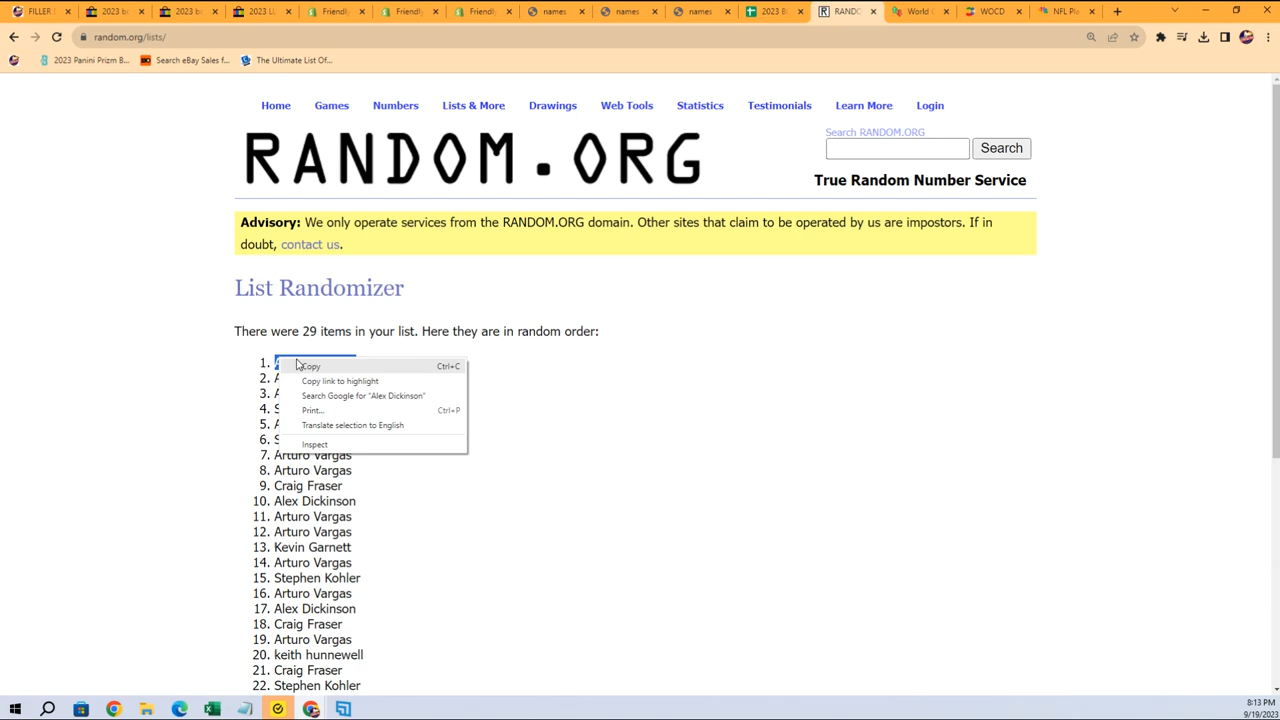 FILLER C
2023 bo
2023 bo
2023 LU
Friendly
Friendly
Friendly
names
names
names
2023 B
RANDO
World C
WOCD
NFL Pla
random.org/lists/
2023 Panini Prizm B...
Search eBay Sales f...
The Ultimate List Of...
Home Games Numbers Lists & More Drawings Web Tools Statistics Testimonials Learn More Login
RANDOM.ORG
Search RANDOM.ORG
Search
True Random Number Service
Advisory: We only operate services from the RANDOM.ORG domain. Other sites that claim to be operated by us are impostors. If in
doubt, contact us.
List Randomizer
There were 29 items in your list. Here they are in random order:
1. A
2. A
3. A
4. S
5. A
6. S
Copy Ctrl+C
Copy link to highlight
Search Google for "Alex Dickinson"
Print... Ctrl+P
Translate selection to English
Inspect
7. Arturo Vargas
8. Arturo Vargas
9. Craig Fraser
10. Alex Dickinson
11. Arturo Vargas
12. Arturo Vargas
13. Kevin Garnett
14. Arturo Vargas
15. Stephen Kohler
16. Arturo Vargas
17. Alex Dickinson
18. Craig Fraser
19. Arturo Vargas
20. keith hunnewell
21. Craig Fraser
22. Stephen Kohler
8:13 PM
9/19/2023